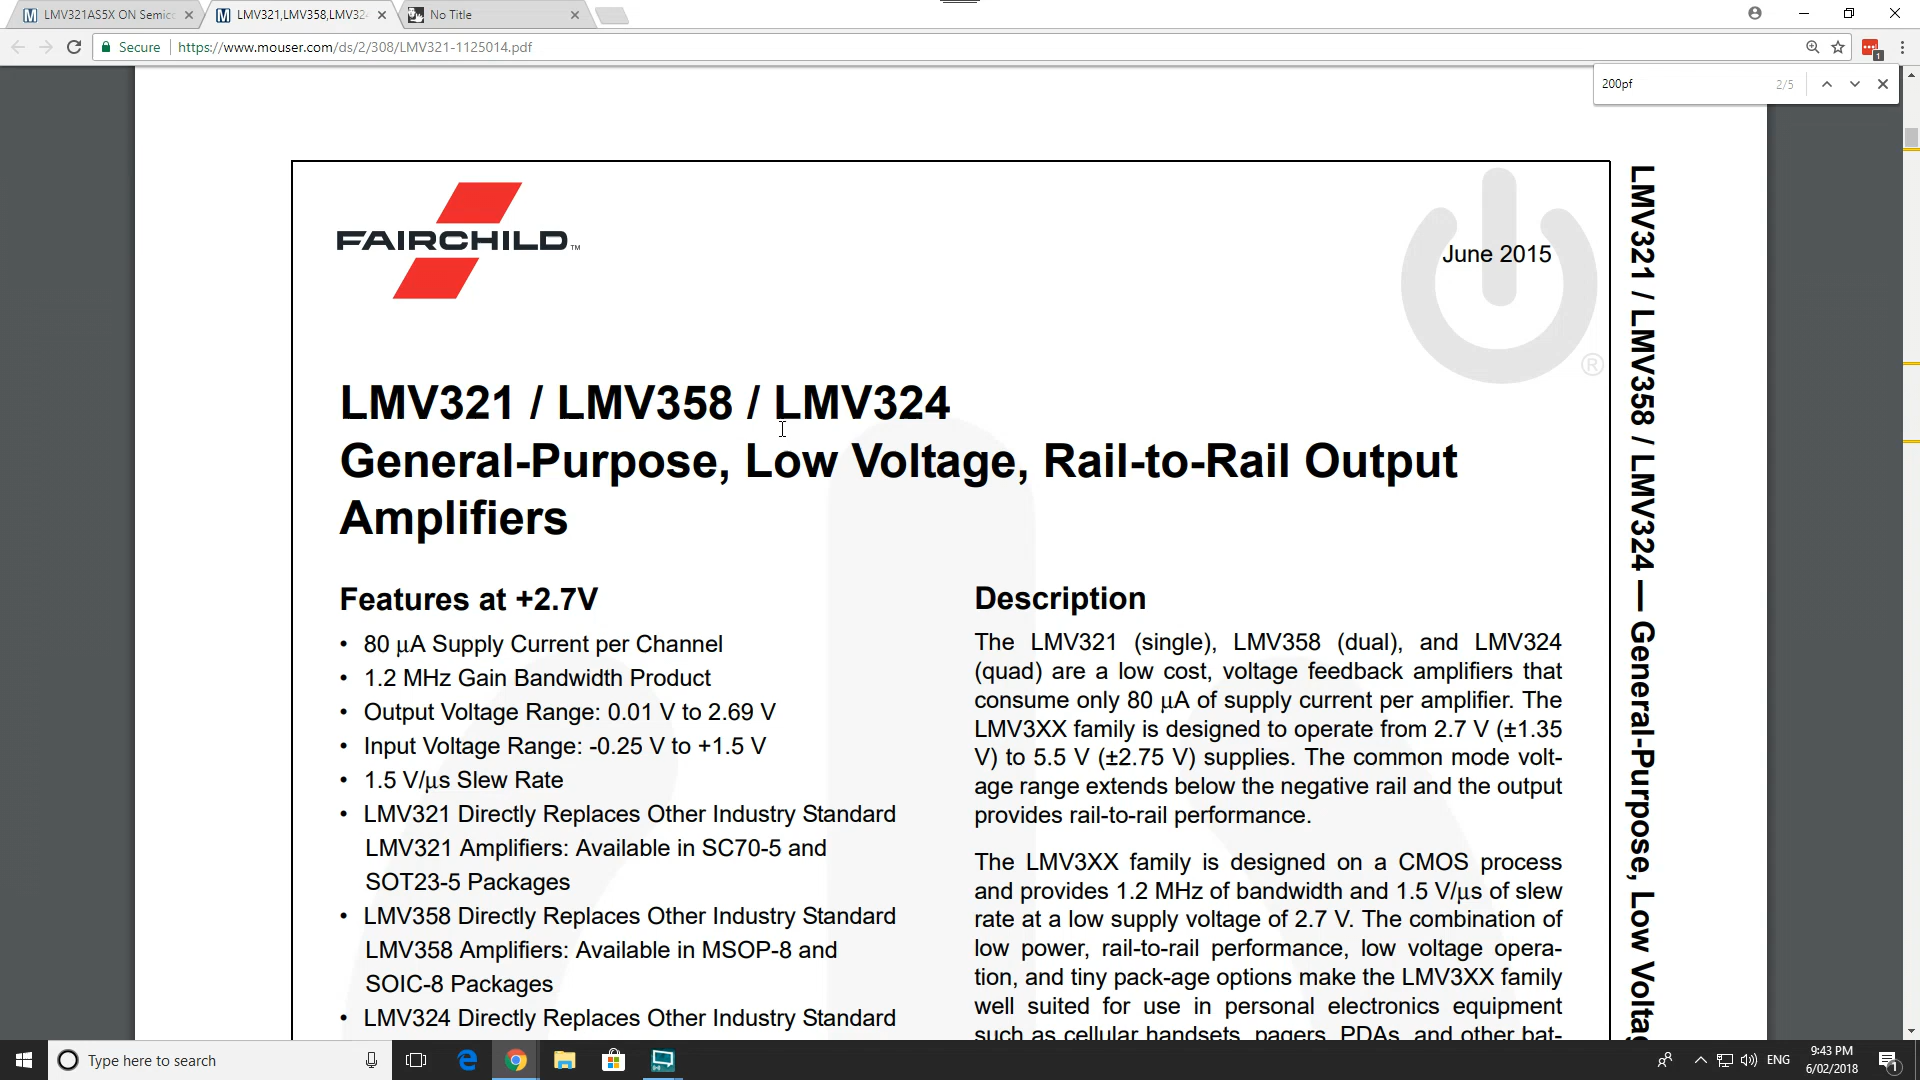 LMV321AS5X ON Semic
LMV321,LMV358,LMV32
No Title
Secure
https://www.mouser.com/ds/2/308/LMV321-1125014.pdf
1
200pf
2/5
FAIRCHILD™
June 2015
®
LMV321 / LMV358 / LMV324
General-Purpose, Low Voltage, Rail-to-Rail Output
Amplifiers
Features at +2.7V
• 80 µA Supply Current per Channel
• 1.2 MHz Gain Bandwidth Product
• Output Voltage Range: 0.01 V to 2.69 V
• Input Voltage Range: -0.25 V to +1.5 V
• 1.5 V/µs Slew Rate
• LMV321 Directly Replaces Other Industry Standard
LMV321 Amplifiers: Available in SC70-5 and
SOT23-5 Packages
• LMV358 Directly Replaces Other Industry Standard
LMV358 Amplifiers: Available in MSOP-8 and
SOIC-8 Packages
• LMV324 Directly Replaces Other Industry Standard
Description
The LMV321 (single), LMV358 (dual), and LMV324
(quad) are a low cost, voltage feedback amplifiers that
consume only 80 µA of supply current per amplifier. The
LMV3XX family is designed to operate from 2.7 V (±1.35
V) to 5.5 V (±2.75 V) supplies. The common mode volt-
age range extends below the negative rail and the output
provides rail-to-rail performance.
The LMV3XX family is designed on a CMOS process
and provides 1.2 MHz of bandwidth and 1.5 V/µs of slew
rate at a low supply voltage of 2.7 V. The combination of
low power, rail-to-rail performance, low voltage opera-
tion, and tiny pack-age options make the LMV3XX family
well suited for use in personal electronics equipment
such as cellular handsets, pagers, PDAs, and other bat-
LMV321 / LMV358 / LMV324 — General-Purpose, Low Volta
Type here to search
ENG
9:43 PM
6/02/2018
1